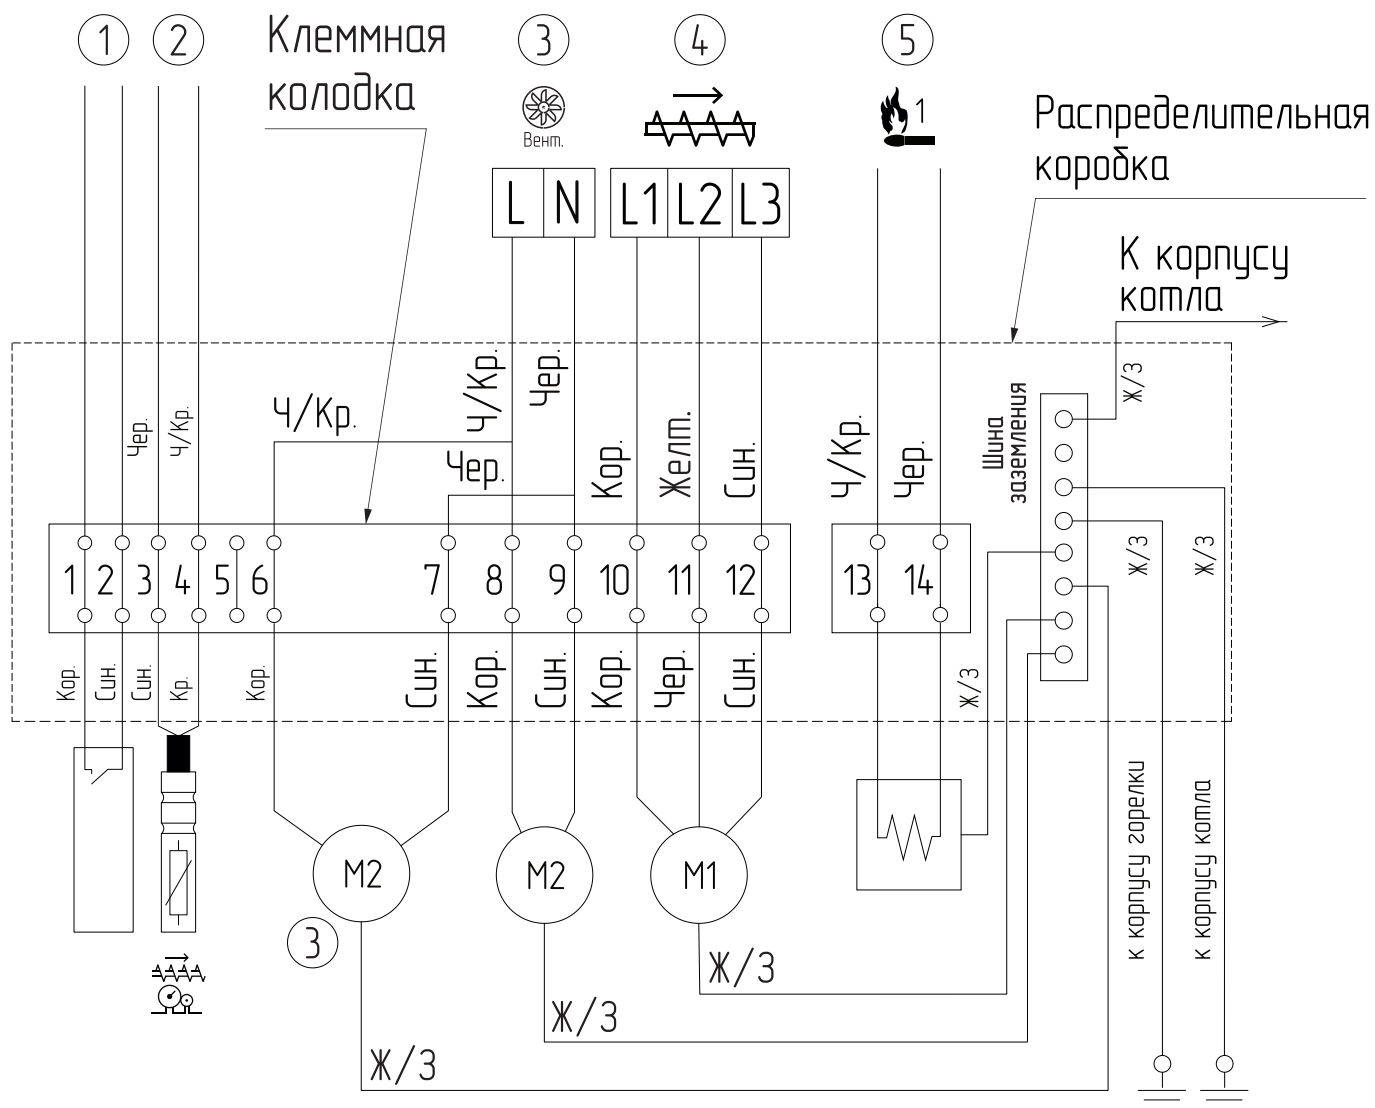 1 2 Клеммная 3 4 5
колодка
Вент.
1
Распределительная
коробка
L N L1 L2 L3
К корпусу
котла
Чер. Ч/Кр. Ч/Кр. Ч/Кр. Чер.
Чер.
Кор. Желт. Син. Ч/Кр. Чер.
Шина
заземления
Ж/З
Ж/З
Ж/З
1 2 3 4 5 6 7 8 9 10 11 12 13 14
Кор. Син. Син. Кр. Кор. Син. Кор. Син. Кор. Чер. Син. Ж/З
М2 М2 М1
3
к корпусу горелки
к корпусу котла
Ж/З
Ж/З
Ж/З